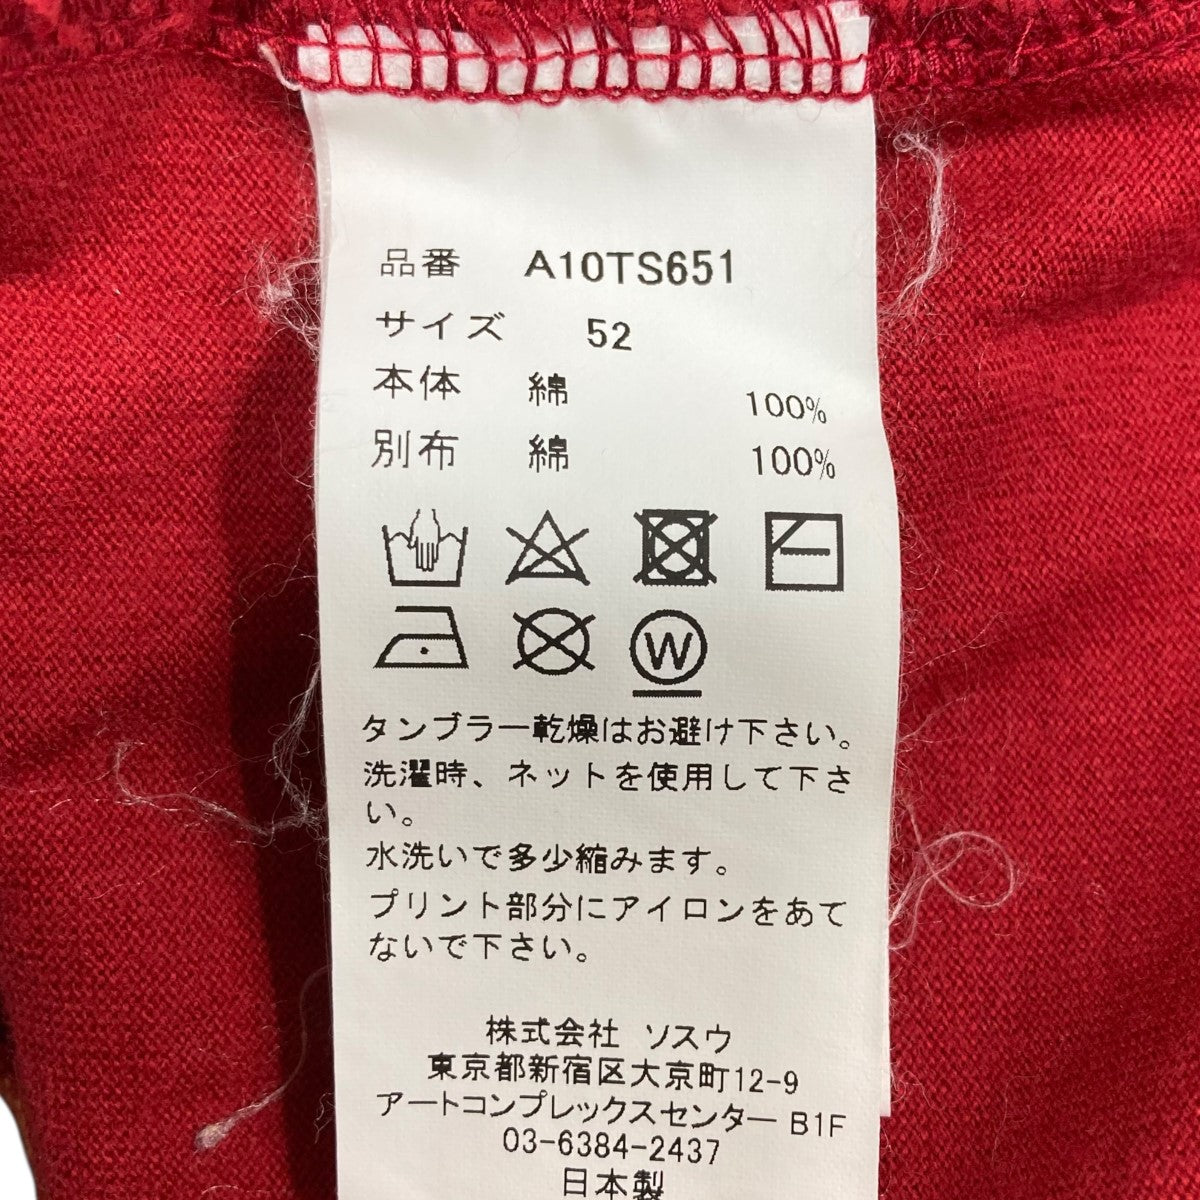 品番 A10TS651
サイズ 52
本体 綿 100%
別布 綿 100%
W
タンブラー乾燥はお避け下さい。
洗濯時、ネットを使用して下さ
い。
水洗いで多少縮みます。
プリント部分にアイロンをあて
ないで下さい。
株式会社 ソスウ
東京都新宿区大京町12-9
アートコンプレックスセンター B1F
03-6384-2437
日本製